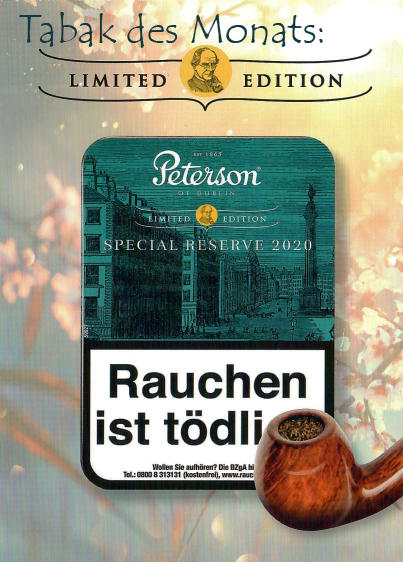 Tabak des Monats:
LIMITED EDITION
EST 1865
Peterson®
OF DUBLIN
LIMITED EDITION
SPECIAL RESERVE 2020
Rauchen
ist tödli
Wollen Sie aufhören? Die BZgA hi
Tel.: 0800 8 313131 (kostenfrei), www.rauc